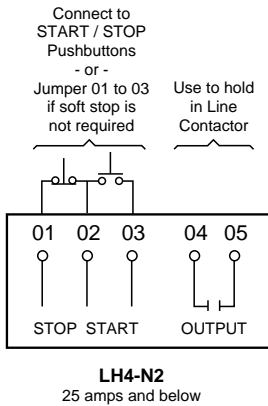 Connect to
START / STOP
Pushbuttons
- or -
Jumper 01 to 03
if soft stop is
not required
Use to hold
in Line
Contactor
01 02 03 04 05
STOP START OUTPUT
LH4-N2
25 amps and below